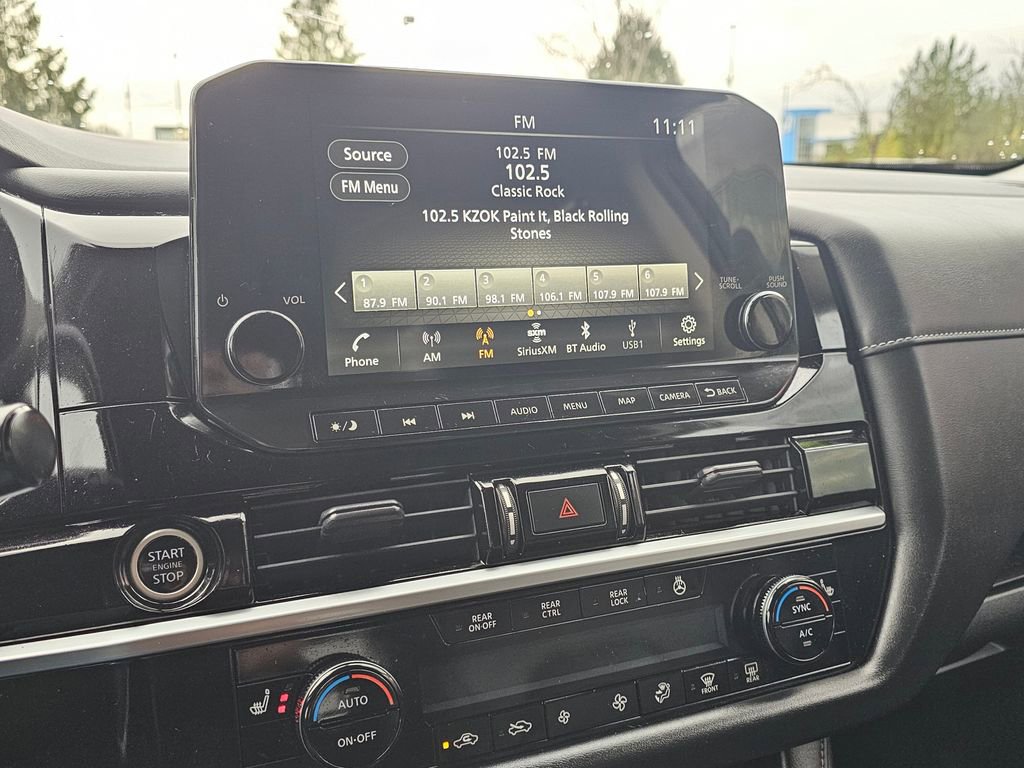 FM
11:11
Source
FM Menu
102.5 FM
102.5
Classic Rock
102.5 KZOK Paint It, Black Rolling
Stones
VOL
TUNE·
SCROLL
PUSH
SOUND
1
87.9 FM
2
90.1 FM
3
98.1 FM
4
106.1 FM
5
107.9 FM
6
107.9 FM
Phone
AM
FM
sxm
SiriusXM
BT Audio
USB1
Settings
AUDIO
MENU
MAP
CAMERA
BACK
START
ENGINE
STOP
REAR
ON·OFF
REAR
CTRL
REAR
LOCK
SYNC
A/C
AUTO
ON·OFF
FRONT
REAR